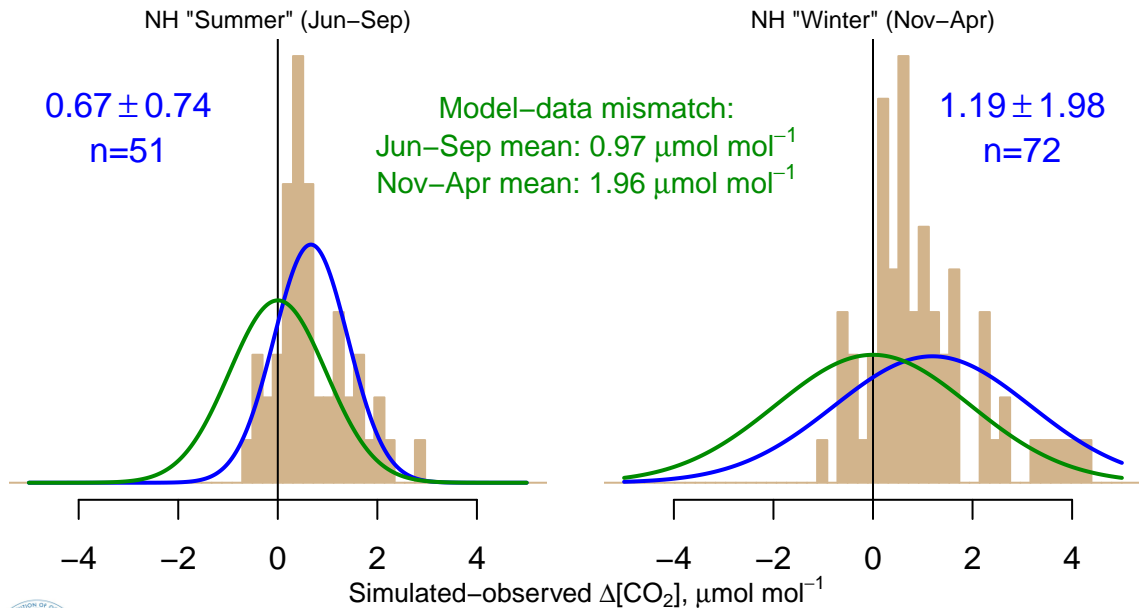 NH "Summer" (Jun−Sep)
NH "Winter" (Nov−Apr)
0.67 ± 0.74
n=51
Model−data mismatch:
Jun−Sep mean: 0.97 μmol mol⁻¹
Nov−Apr mean: 1.96 μmol mol⁻¹
1.19 ± 1.98
n=72
−4 −2 0 2 4
−4 −2 0 2 4
Simulated−observed Δ[CO₂], μmol mol⁻¹